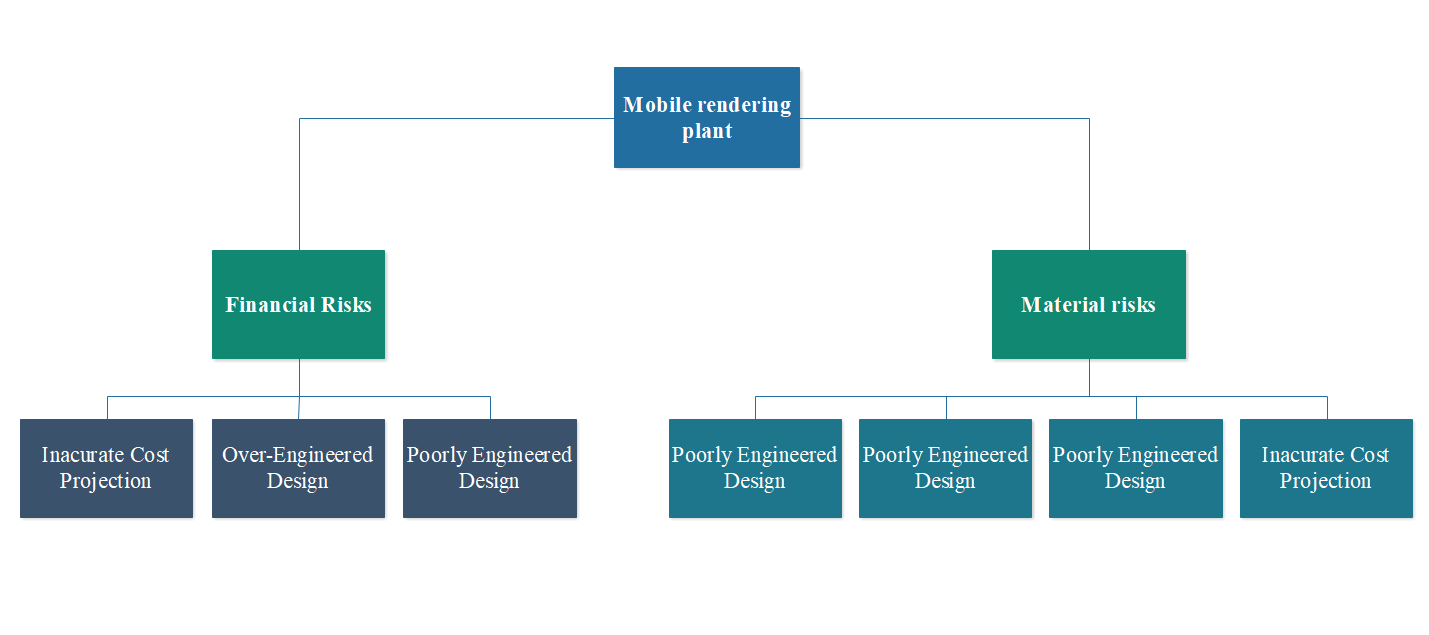 Mobile rendering
plant
Financial Risks
Material risks
Inacurate Cost
Projection
Over-Engineered
Design
Poorly Engineered
Design
Poorly Engineered
Design
Poorly Engineered
Design
Poorly Engineered
Design
Inacurate Cost
Projection